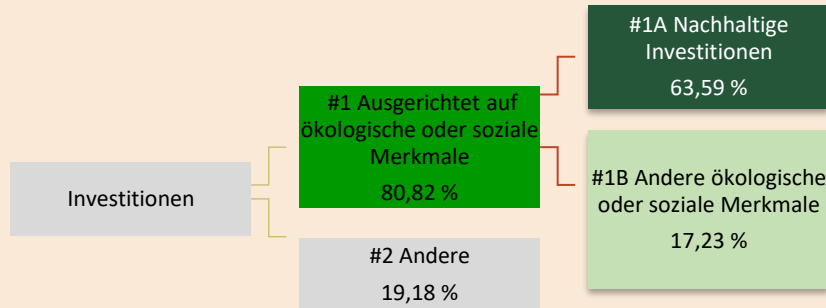 Investitionen
#1 Ausgerichtet auf
ökologische oder soziale
Merkmale
80,82 %
#2 Andere
19,18 %
#1A Nachhaltige
Investitionen
63,59 %
#1B Andere ökologische
oder soziale Merkmale
17,23 %